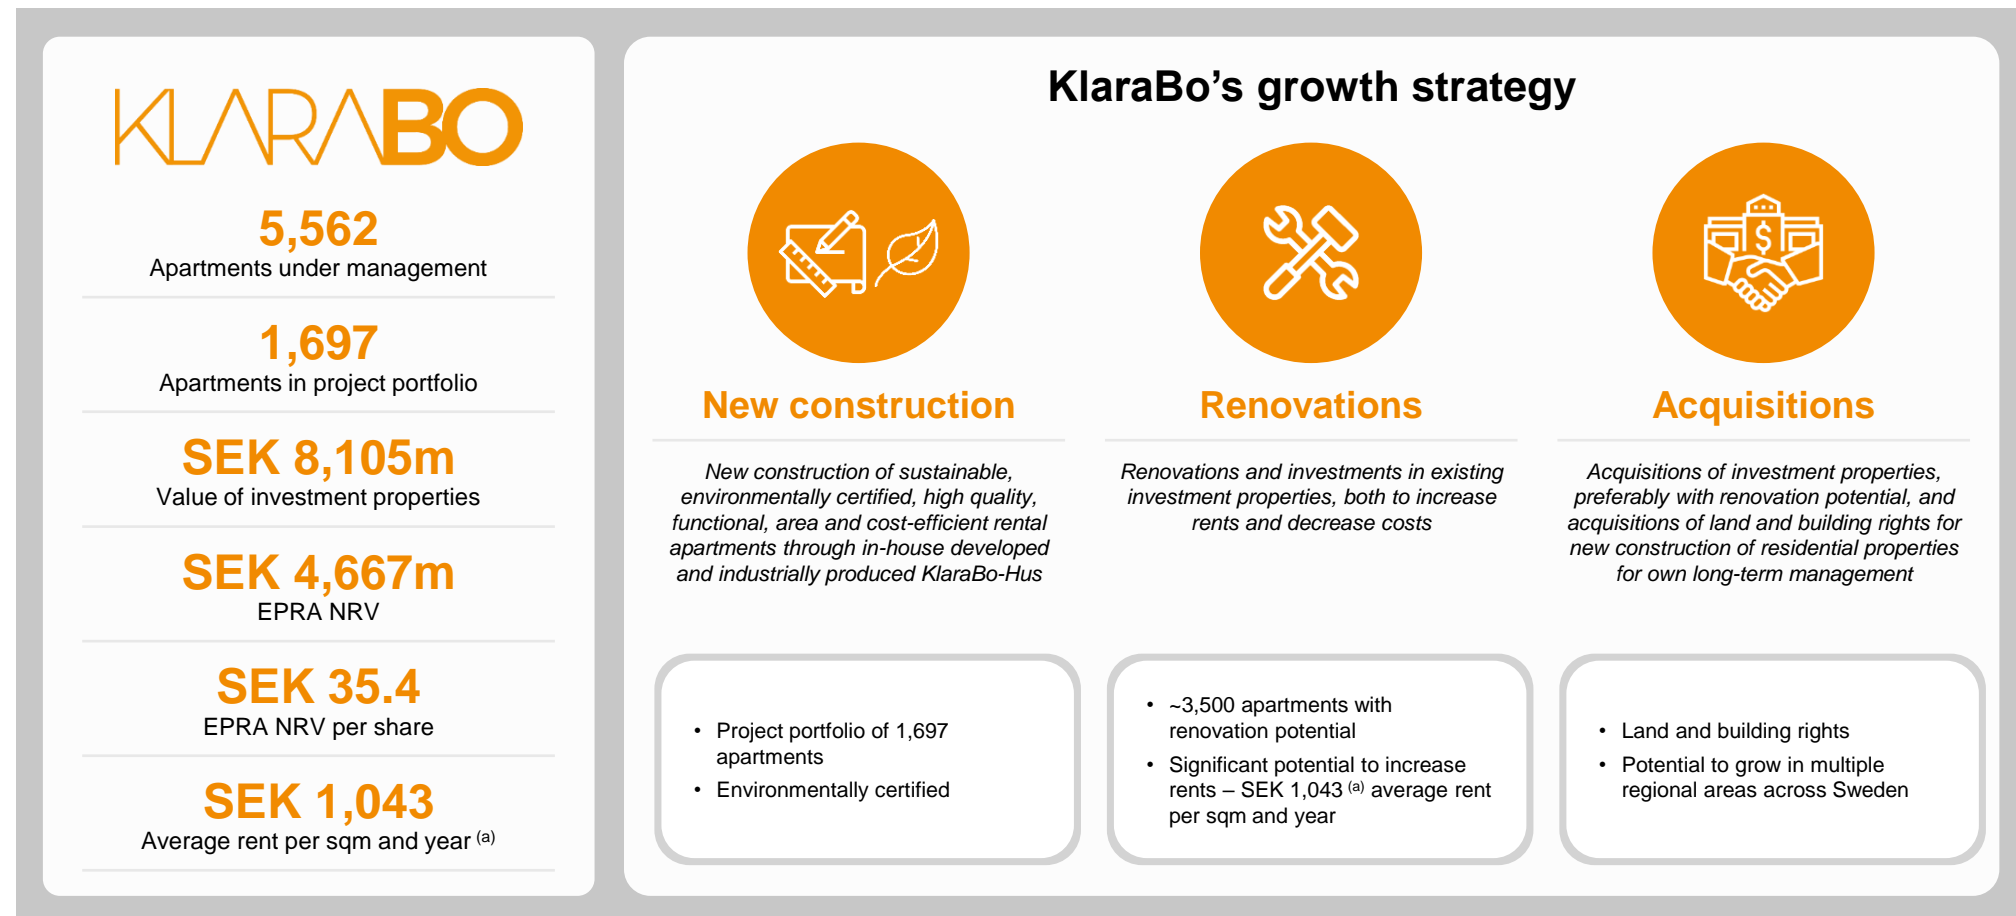 KLARABO
5,562
Apartments under management
1,697
Apartments in project portfolio
SEK 8,105m
Value of investment properties
SEK 4,667m
EPRA NRV
SEK 35.4
EPRA NRV per share
SEK 1,043
Average rent per sqm and year (a)
KlaraBo’s growth strategy
New construction
New construction of sustainable,
environmentally certified, high quality,
functional, area and cost-efficient rental
apartments through in-house developed
and industrially produced KlaraBo-Hus
• Project portfolio of 1,697
apartments
• Environmentally certified
Renovations
Renovations and investments in existing
investment properties, both to increase
rents and decrease costs
• ~3,500 apartments with
renovation potential
• Significant potential to increase
rents – SEK 1,043 (a) average rent
per sqm and year
$
Acquisitions
Acquisitions of investment properties,
preferably with renovation potential, and
acquisitions of land and building rights for
new construction of residential properties
for own long-term management
• Land and building rights
• Potential to grow in multiple
regional areas across Sweden